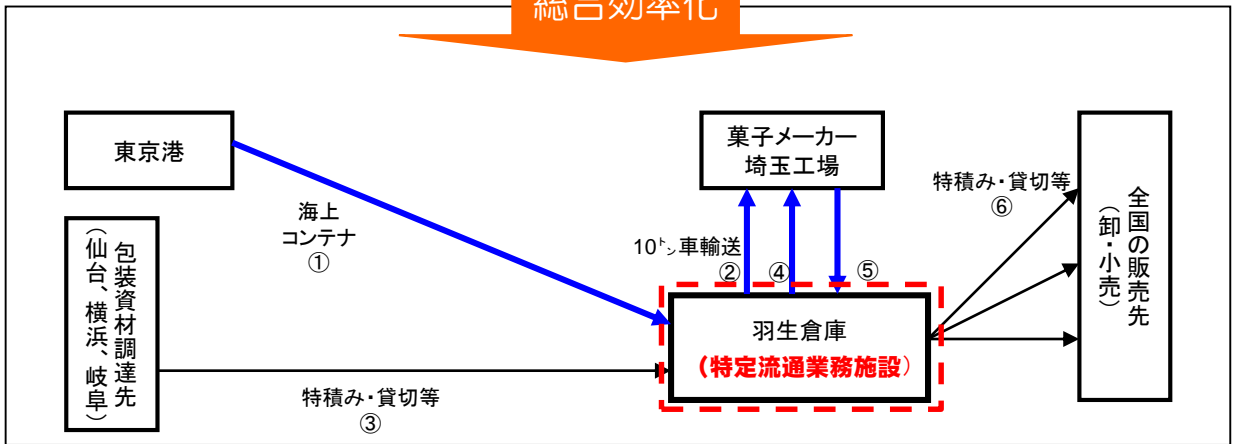 総合効率化
東京港
海上
コンテナ
①
包装資材調達先
（仙台、横浜、岐阜）
特積み・貸切等
③
菓子メーカー
埼玉工場
10㌧車輸送
②
④
⑤
羽生倉庫
（特定流通業務施設）
特積み・貸切等
⑥
全国の販売先
（卸・小売）